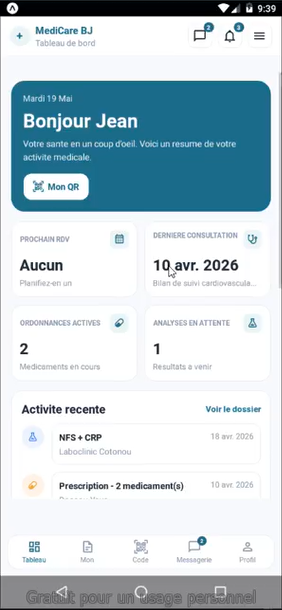 9:39
MediCare BJ
Tableau de bord
2
3
Mardi 19 Mai
Bonjour Jean
Votre sante en un coup d'oeil. Voici un resume de votre
activite medicale.
Mon QR
PROCHAIN RDV
Aucun
Planifiez-en un
DERNIERE CONSULTATION
10 avr. 2026
Bilan de suivi cardiovascula...
ORDONNANCES ACTIVES
2
Medicaments en cours
ANALYSES EN ATTENTE
1
Resultats a venir
Activite recente
Voir le dossier
NFS + CRP
18 avr. 2026
Laboclinic Cotonou
Prescription - 2 medicament(s)
10 avr. 2026
Tableau
Mon
Code
2
Messagerie
Profil
Gratuit pour un usage personnel